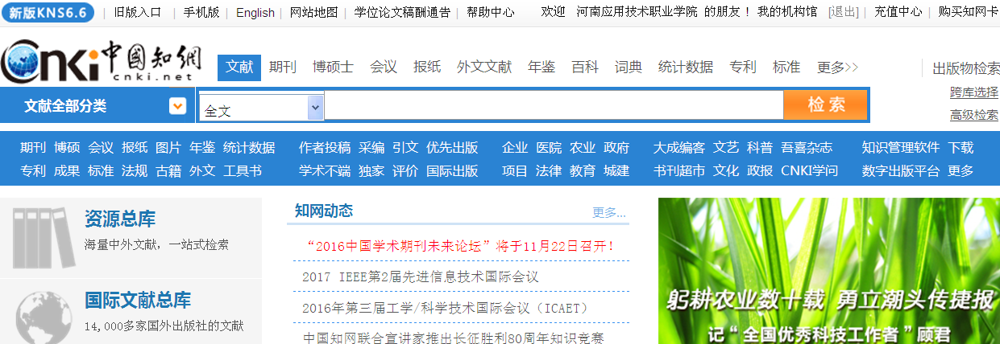 新版KNS6.6 | 旧版入口 | 手机版 | English | 网站地图 | 学位论文稿酬通告 | 帮助中心 欢迎 河南应用技术职业学院 的朋友！ 我的机构馆 [退出] | 充值中心 | 购买知网卡
Cnki 中國知網
cnki.net
文献 期刊 博硕士 会议 报纸 外文文献 年鉴 百科 词典 统计数据 专利 标准 更多>> 出版物检索
文献全部分类 全文 检索 跨库选择
高级检索
期刊 博硕 会议 报纸 图片 年鉴 统计数据 作者投稿 采编 引文 优先出版 企业 医院 农业 政府 大成编客 文艺 科普 吾喜杂志 知识管理软件 下载
专利 成果 标准 法规 古籍 外文 工具书 学术不端 独家 评价 国际出版 项目 法律 教育 城建 书刊超市 文化 政报 CNKI学问 数字出版平台 更多
资源总库
海量中外文献，一站式检索
国际文献总库
14,000多家国外出版社的文献
知网动态 更多...
“2016中国学术期刊未来论坛”将于11月22日召开！
2017 IEEE第2届先进信息技术国际会议
2016年第三届工学/科学技术国际会议（ICAET）
中国知网联合宣讲家推出长征胜利80周年知识竞赛
躬耕农业数十载 勇立潮头传捷报
记“全国优秀科技工作者”顾君